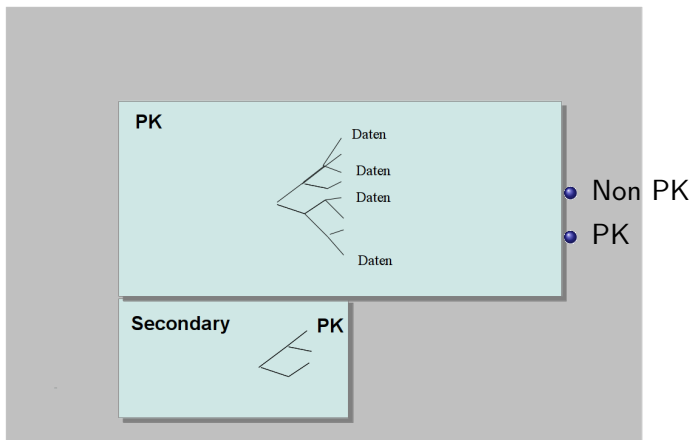 PK
Daten
Daten
Daten
Daten
Non PK
PK
Secondary PK